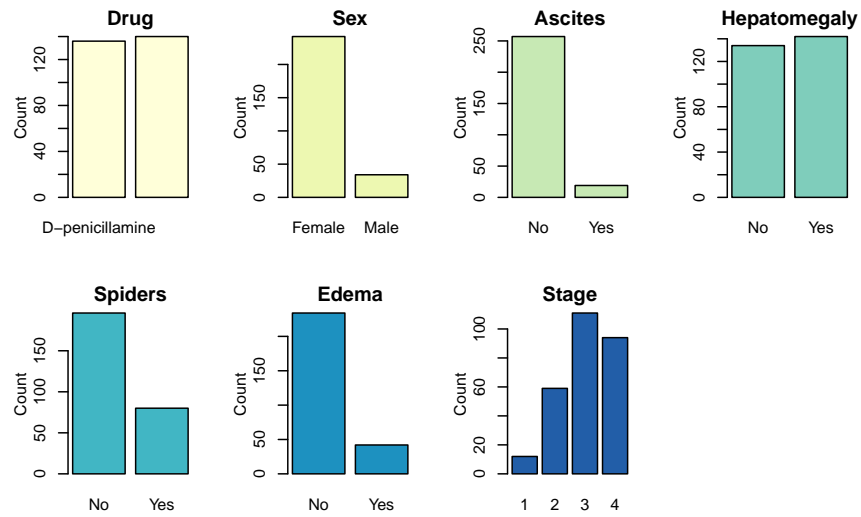 Drug
Count
0
40
80
120
D−penicillamine
Sex
Count
0
50
150
Female Male
Ascites
Count
0
50
150
250
No Yes
Hepatomegaly
Count
0
40
80
120
No Yes
Spiders
Count
0
50
100
150
No Yes
Edema
Count
0
50
150
No Yes
Stage
Count
0
20
60
100
1 2 3 4